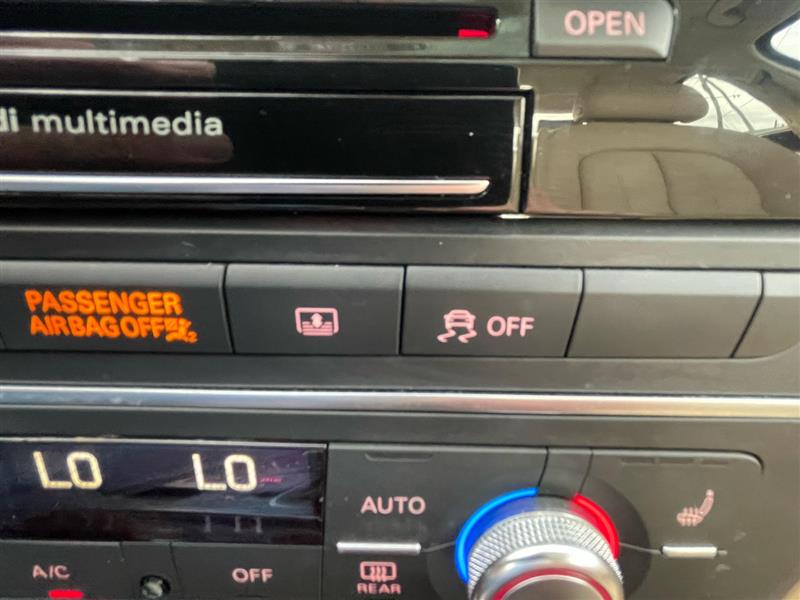 OPEN
di multimedia
PASSENGER
AIRBAG OFF
OFF
LO LO
AUTO
A/C OFF
REAR